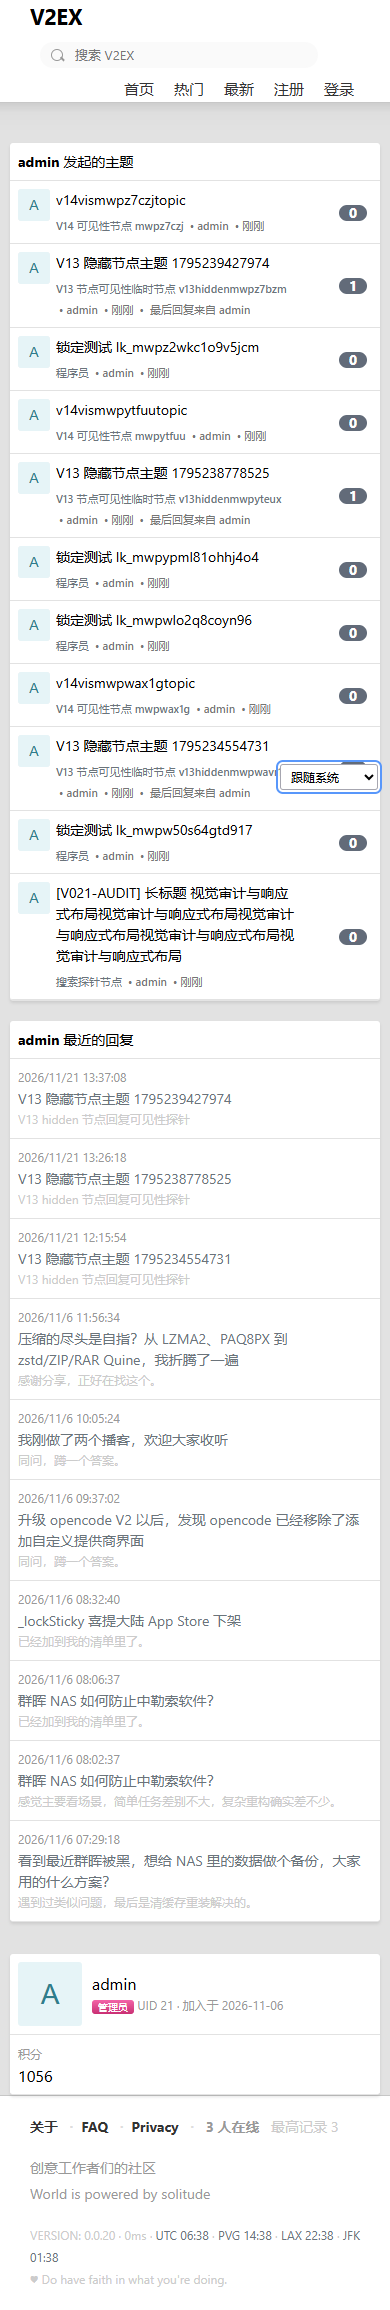 V2EX
搜索 V2EX
首页 热门 最新 注册 登录
admin 发起的主题
A
v14vismwpz7czjtopic
V14 可见性节点 mwpz7czj • admin • 刚刚
0
A
V13 隐藏节点主题 1795239427974
V13 节点可见性临时节点 v13hiddenmwpz7bzm
• admin • 刚刚 • 最后回复来自 admin
1
A
锁定测试 lk_mwpz2wkc1o9v5jcm
程序员 • admin • 刚刚
0
A
v14vismwpytfuutopic
V14 可见性节点 mwpytfuu • admin • 刚刚
0
A
V13 隐藏节点主题 1795238778525
V13 节点可见性临时节点 v13hiddenmwpyteux
• admin • 刚刚 • 最后回复来自 admin
1
A
锁定测试 lk_mwpypml81ohhj4o4
程序员 • admin • 刚刚
0
A
锁定测试 lk_mwpwlo2q8coyn96
程序员 • admin • 刚刚
0
A
v14vismwpwax1gtopic
V14 可见性节点 mwpwax1g • admin • 刚刚
0
A
V13 隐藏节点主题 1795234554731
V13 节点可见性临时节点
跟随系统
• admin • 刚刚 • 最后回复来自 admin
A
锁定测试 lk_mwpw50s64gtd917
程序员 • admin • 刚刚
0
A
[V021-AUDIT] 长标题 视觉审计与响应
式布局视觉审计与响应式布局视觉审计
与响应式布局视觉审计与响应式布局视
觉审计与响应式布局
搜索探针节点 • admin • 刚刚
0
admin 最近的回复
2026/11/21 13:37:08
V13 隐藏节点主题 1795239427974
V13 hidden 节点回复可见性探针
2026/11/21 13:26:18
V13 隐藏节点主题 1795238778525
V13 hidden 节点回复可见性探针
2026/11/21 12:15:54
V13 隐藏节点主题 1795234554731
V13 hidden 节点回复可见性探针
2026/11/6 11:56:34
压缩的尽头是自指？从 LZMA2、PAQ8PX 到
zstd/ZIP/RAR Quine，我折腾了一遍
感谢分享，正好在找这个。
2026/11/6 10:05:24
我刚做了两个播客，欢迎大家收听
同问，蹲一个答案。
2026/11/6 09:37:02
升级 opencode V2 以后，发现 opencode 已经移除了添
加自定义提供商界面
同问，蹲一个答案。
2026/11/6 08:32:40
_lockSticky 喜提大陆 App Store 下架
已经加到我的清单里了。
2026/11/6 08:06:37
群晖 NAS 如何防止中勒索软件？
已经加到我的清单里了。
2026/11/6 08:02:37
群晖 NAS 如何防止中勒索软件？
感觉主要看场景，简单任务差别不大，复杂重构确实差不少。
2026/11/6 07:29:18
看到最近群晖被黑，想给 NAS 里的数据做个备份，大家
用的什么方案？
遇到过类似问题，最后是清缓存重装解决的。
A
admin
管理员 UID 21 · 加入于 2026-11-06
积分
1056
关于 · FAQ · Privacy · 3 人在线 最高记录 3
创意工作者们的社区
World is powered by solitude
VERSION: 0.0.20 · 0ms · UTC 06:38 · PVG 14:38 · LAX 22:38 · JFK
01:38
♥ Do have faith in what you're doing.